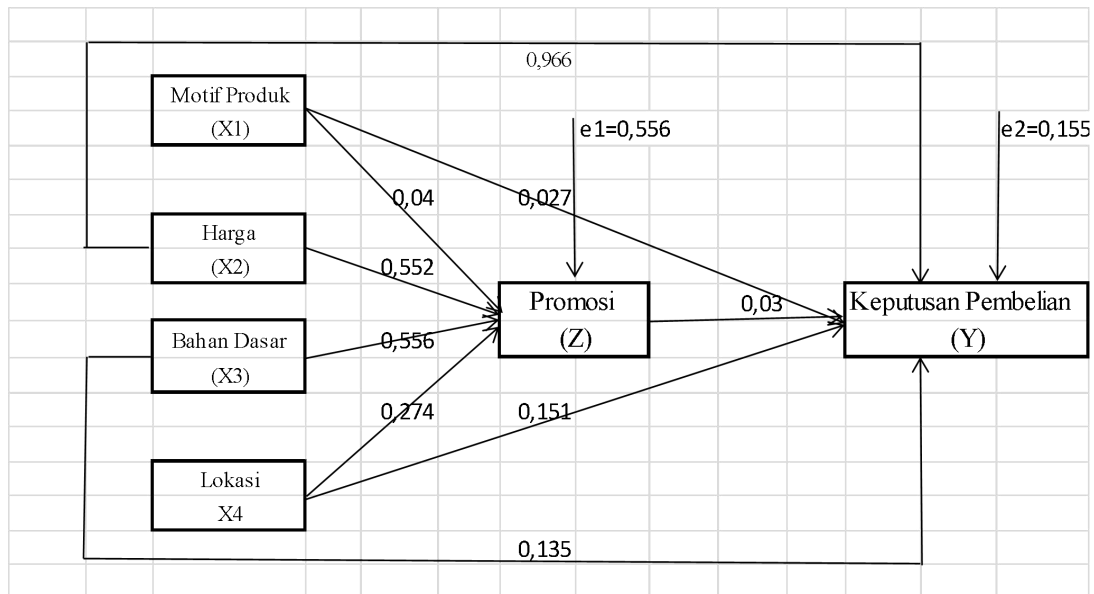 0,966
Motif Produk
(X1)
e1=0,556
e2=0,155
0,04
0,027
Harga
(X2)
0,552
Promosi
(Z)
0,03
Keputusan Pembelian
(Y)
Bahan Dasar
(X3)
0,556
0,274
0,151
Lokasi
X4
0,135